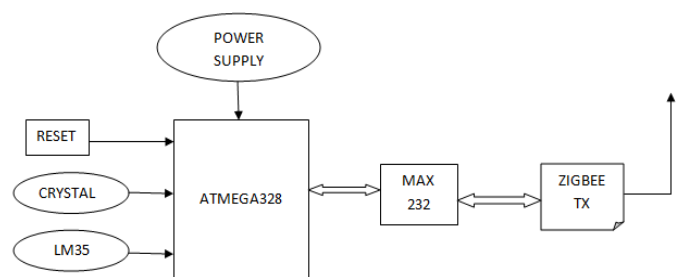 POWER
SUPPLY
RESET
CRYSTAL
LM35
ATMEGA328
MAX
232
ZIGBEE
TX